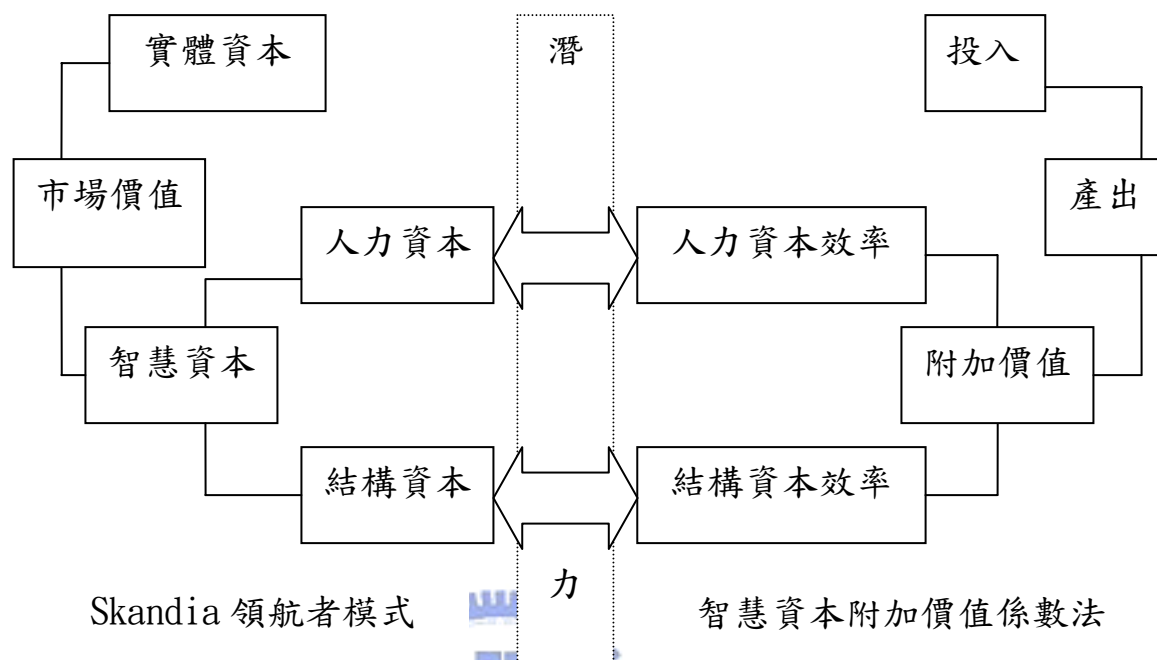 實體資本
潛
投入
市場價值
產出
人力資本
人力資本效率
智慧資本
附加價值
結構資本
結構資本效率
力
Skandia 領航者模式
智慧資本附加價值係數法